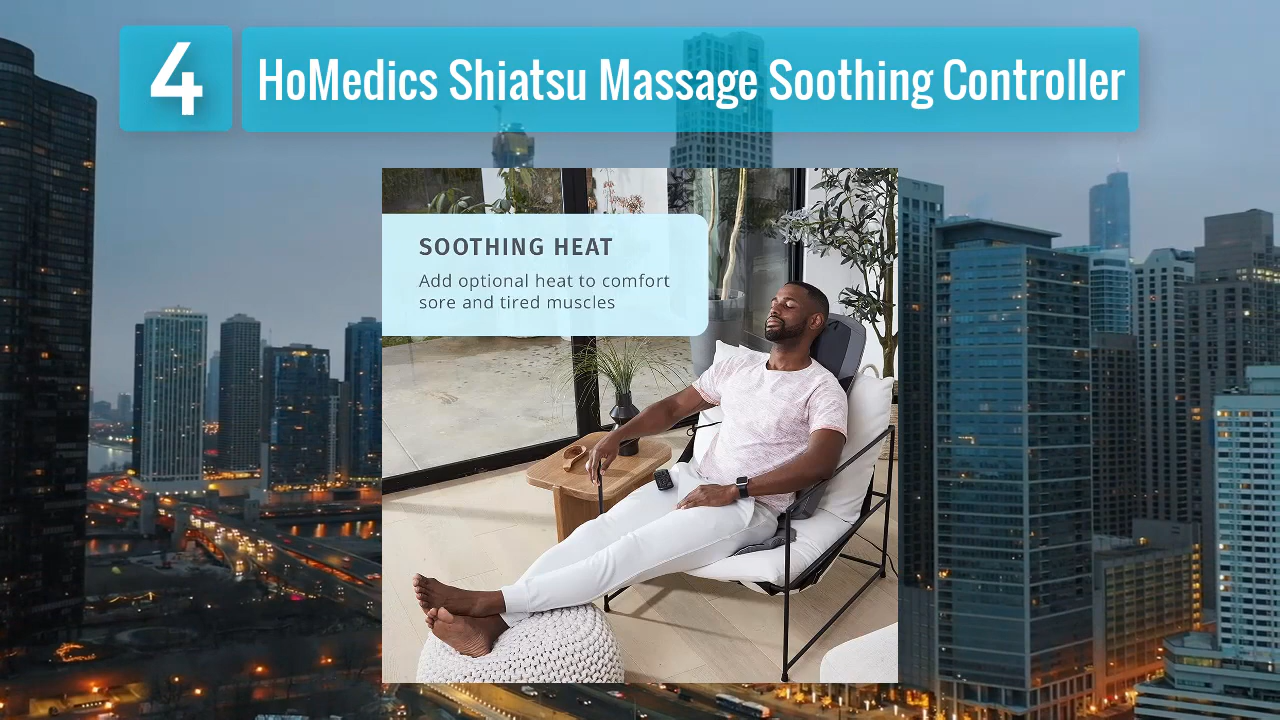 4
HoMedics Shiatsu Massage Soothing Controller
SOOTHING HEAT
Add optional heat to comfort
sore and tired muscles